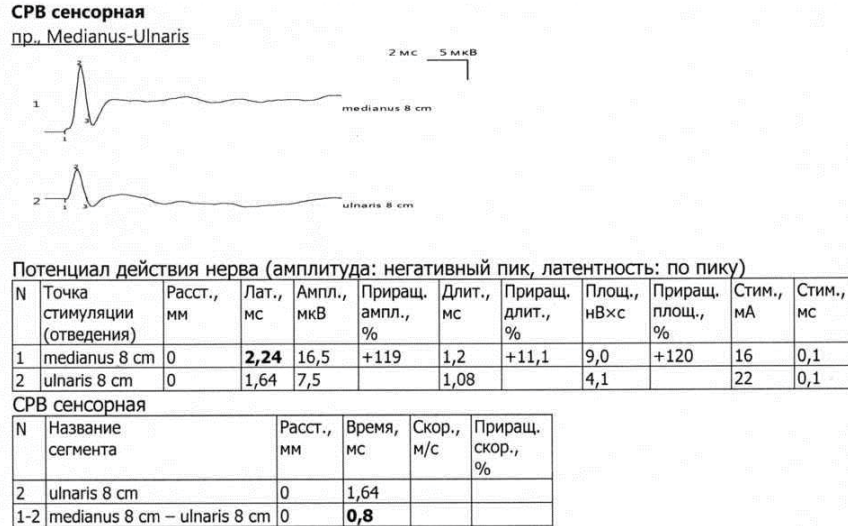 СРВ сенсорная
пр., Medianus-Ulnaris
2 мс 5 мкВ
2
1
3
1
medianus 8 cm
2
2
1
3
ulnaris 8 cm
Потенциал действия нерва (амплитуда: негативный пик, латентность: по пику)
N Точка стимуляции (отведения) Расст., мм Лат., мс Ампл., мкВ Приращ. ампл., % Длит., мс Приращ. длит., % Площ., нВ×с Приращ. площ., % Стим., мА Стим., мс
1 medianus 8 cm 0 2,24 16,5 +119 1,2 +11,1 9,0 +120 16 0,1
2 ulnaris 8 cm 0 1,64 7,5 1,08 4,1 22 0,1
СРВ сенсорная
N Название сегмента Расст., мм Время, мс Скор., м/с Приращ. скор., %
2 ulnaris 8 cm 0 1,64
1-2 medianus 8 cm – ulnaris 8 cm 0 0,8